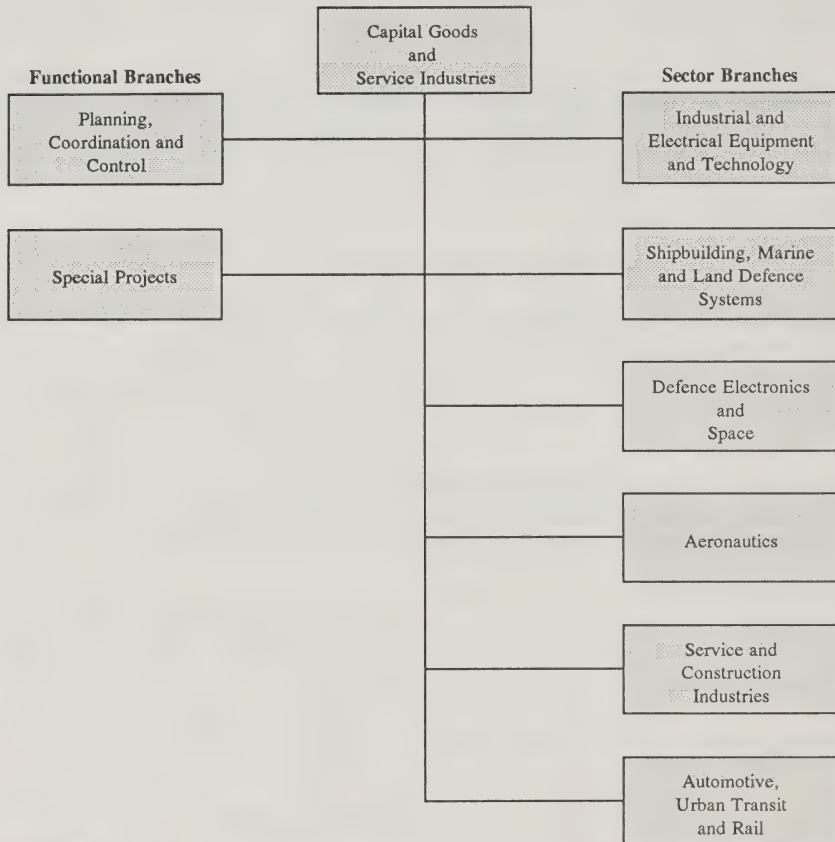 Capital Goods
and
Service Industries
Functional Branches
Planning,
Coordination and
Control
Special Projects
Sector Branches
Industrial and
Electrical Equipment
and Technology
Shipbuilding, Marine
and Land Defence
Systems
Defence Electronics
and
Space
Aeronautics
Service and
Construction
Industries
Automotive,
Urban Transit
and Rail